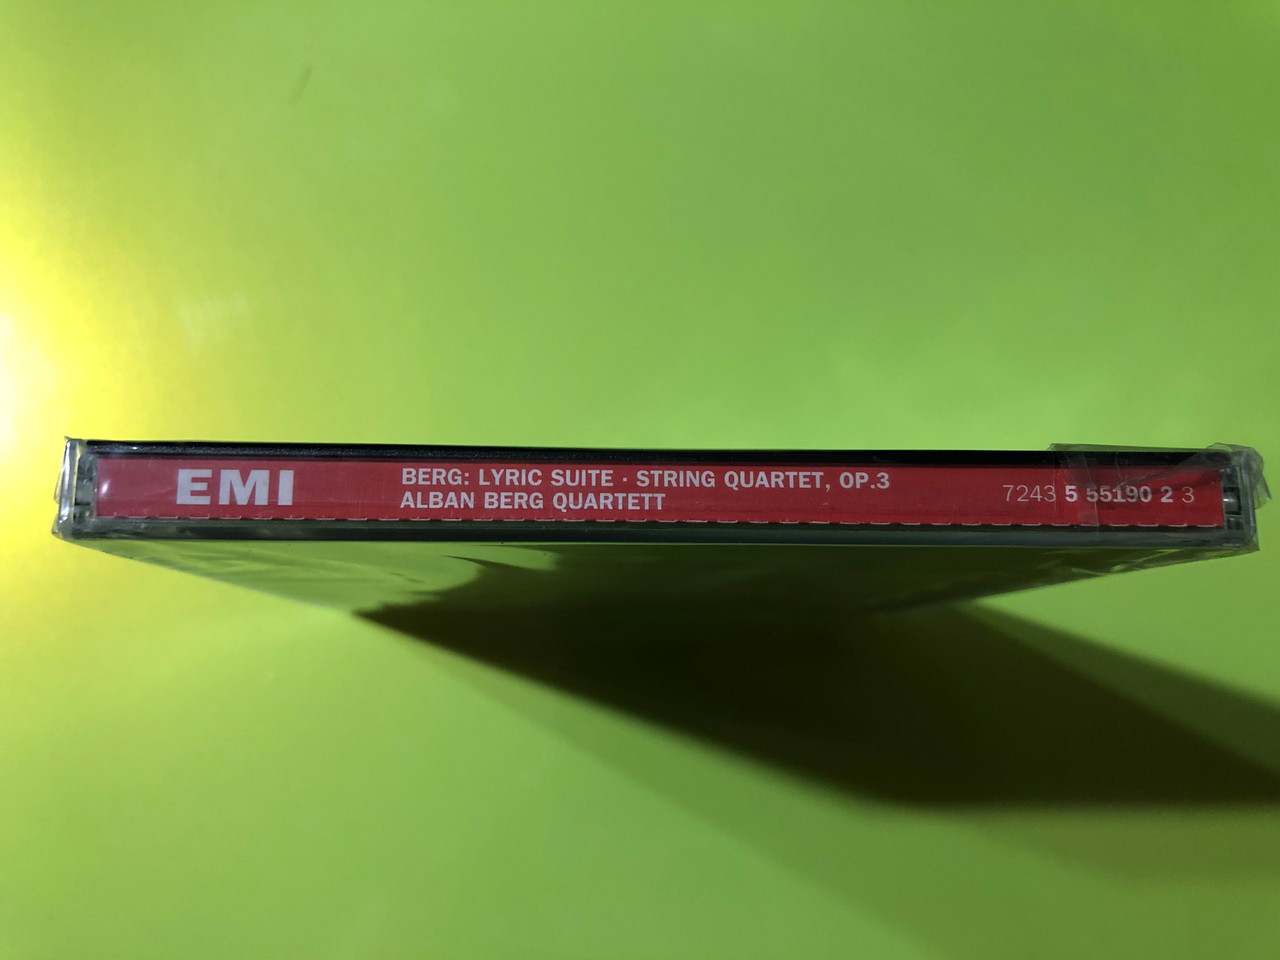 EMI
BERG: LYRIC SUITE · STRING QUARTET, OP.3
ALBAN BERG QUARTETT
7243 5 55190 2 3